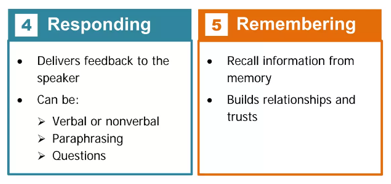 4 Responding
• Delivers feedback to the
speaker
• Can be:
➢ Verbal or nonverbal
➢ Paraphrasing
➢ Questions
5 Remembering
• Recall information from
memory
• Builds relationships and
trusts